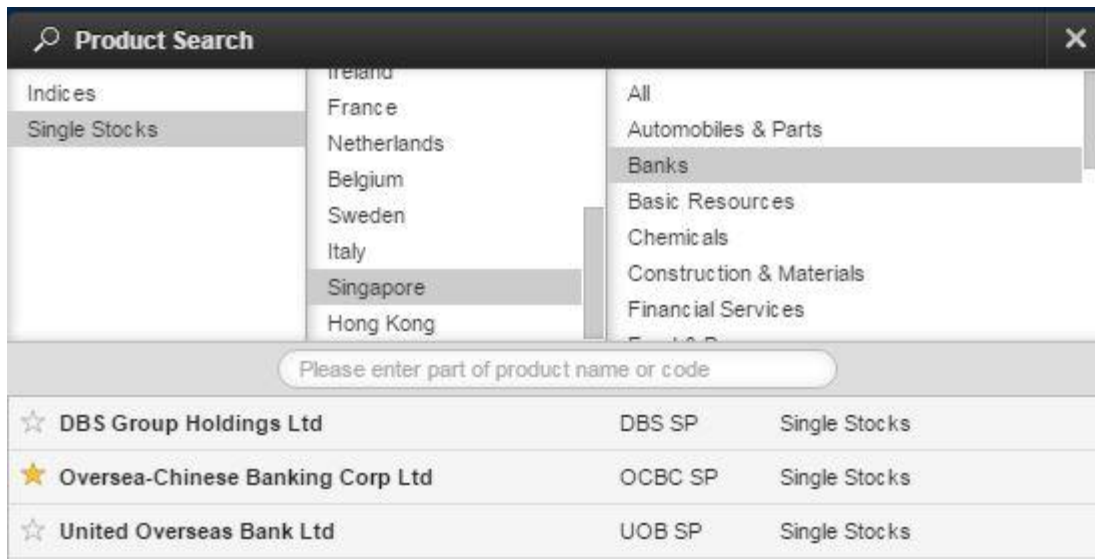 Product Search
Indices
Single Stocks
Ireland
France
Netherlands
Belgium
Sweden
Italy
Singapore
Hong Kong
All
Automobiles & Parts
Banks
Basic Resources
Chemicals
Construction & Materials
Financial Services
Please enter part of product name or code
DBS Group Holdings Ltd DBS SP Single Stocks
Oversea-Chinese Banking Corp Ltd OCBC SP Single Stocks
United Overseas Bank Ltd UOB SP Single Stocks